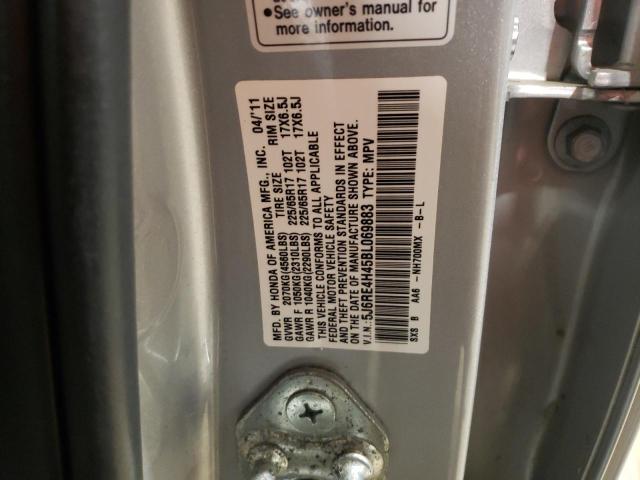 •See owner's manual for
more information.
MFD. BY HONDA OF AMERICA MFG., INC. 04/'11
TIRE SIZE RIM SIZE
GVWR 2070KG(4560LBS)
GAWR F 1050KG(2310LBS) 225/65R17 102T 17X6.5J
GAWR R 1040KG(2290LBS) 225/65R17 102T 17X6.5J
THIS VEHICLE CONFORMS TO ALL APPLICABLE
FEDERAL MOTOR VEHICLE SAFETY
AND THEFT PREVENTION STANDARDS IN EFFECT
ON THE DATE OF MANUFACTURE SHOWN ABOVE.
V.I.N.: 5J6RE4H45BL069883 TYPE: MPV
SXS B AA6 -NH700MX -B-L